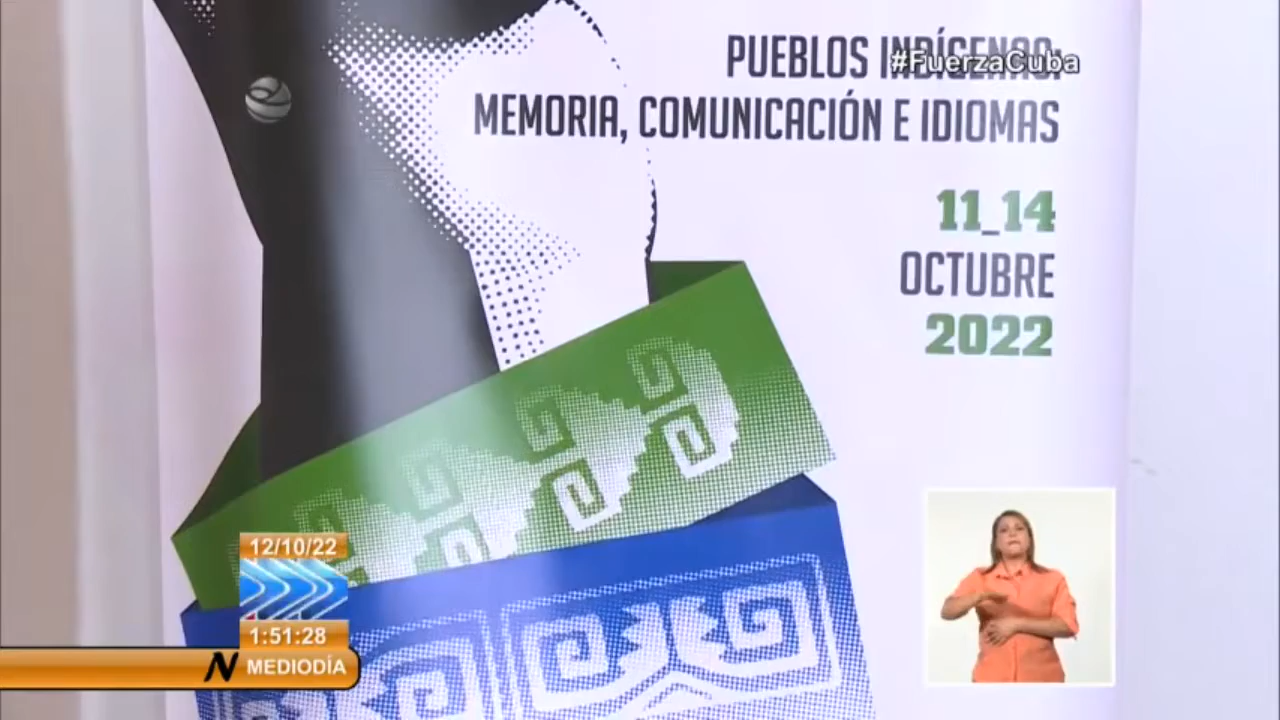 PUEBLOS INDÍGENAS:
#FuerzaCuba
MEMORIA, COMUNICACIÓN E IDIOMAS
11_14
OCTUBRE
2022
12/10/22
1:51:28
N MEDIODÍA